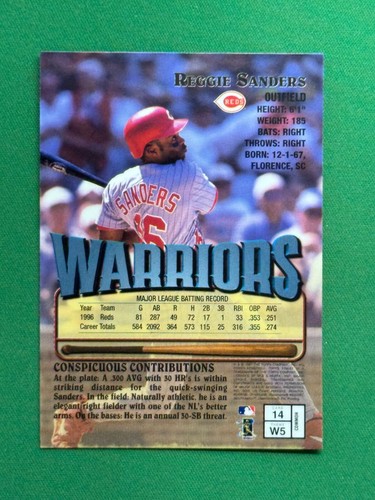 REGGIE SANDERS
REDS
OUTFIELD
HEIGHT: 6'1"
WEIGHT: 185
BATS: RIGHT
THROWS: RIGHT
BORN: 12-1-67,
FLORENCE, SC
SANDERS
16
WARRIORS
MAJOR LEAGUE BATTING RECORD
Year Team G AB R H 2B 3B RBI OBP AVG
1996 Reds 81 287 49 72 17 1 33 .353 .251
Career Totals 584 2092 364 573 115 25 316 .355 .274
CONSPICUOUS CONTRIBUTIONS
At the plate: A .300 AVG with 30 HR's is within
striking distance for the quick-swinging
Sanders. In the field: Naturally athletic, he is an
elegant right fielder with one of the NL's better
arms. On the bases: He is an annual 30-SB threat.
14
W5
COMMON